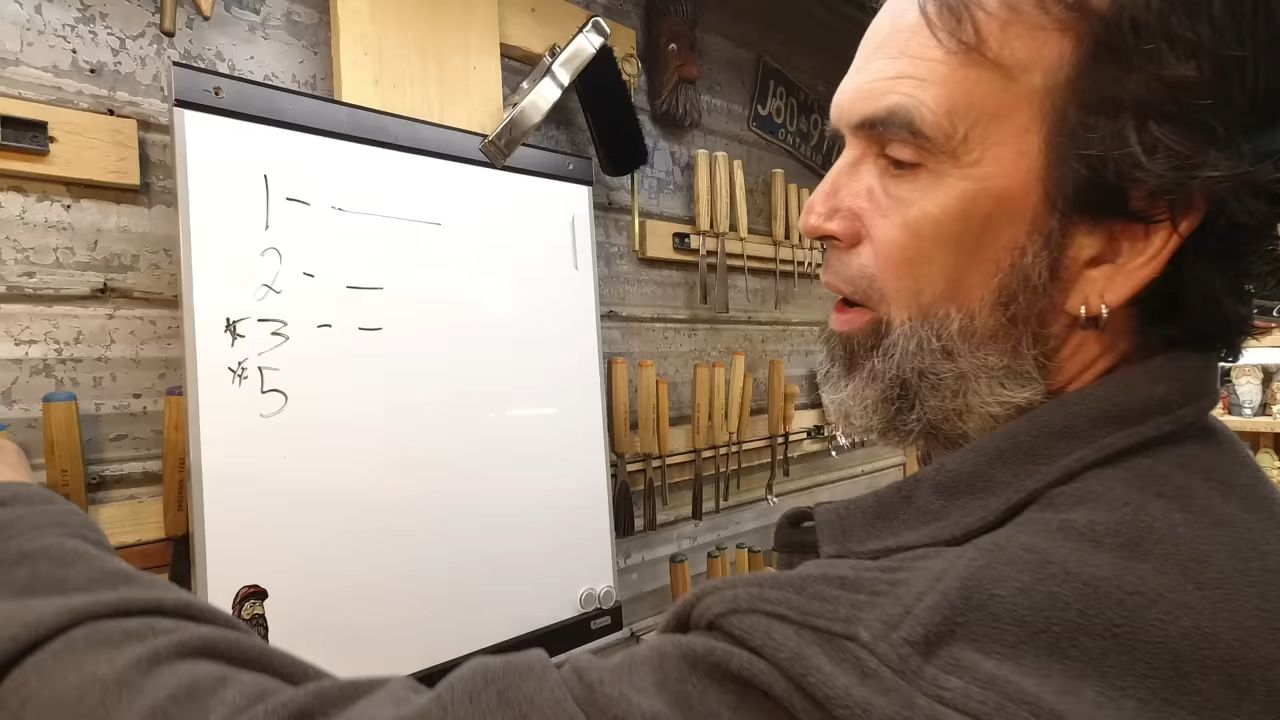 1 - —
2 - —
* 3 - —
* 5
J80
ONTARIO